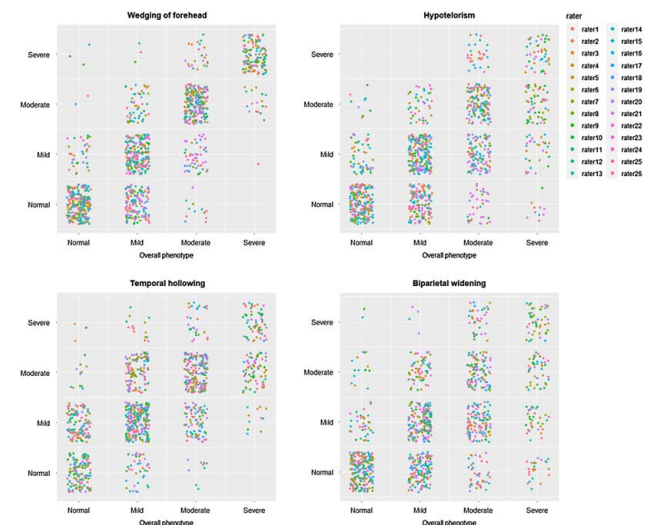 Wedging of forehead
Severe
Moderate
Mild
Normal
Normal Mild Moderate Severe
Overall phenotype
Hypotelorism
Severe
Moderate
Mild
Normal
Normal Mild Moderate Severe
Overall phenotype
rater
rater1 rater14
rater2 rater15
rater3 rater16
rater4 rater17
rater5 rater18
rater6 rater19
rater7 rater20
rater8 rater21
rater9 rater22
rater10 rater23
rater11 rater24
rater12 rater25
rater13 rater26
Temporal hollowing
Severe
Moderate
Mild
Normal
Normal Mild Moderate Severe
Overall phenotype
Biparietal widening
Severe
Moderate
Mild
Normal
Normal Mild Moderate Severe
Overall phenotype